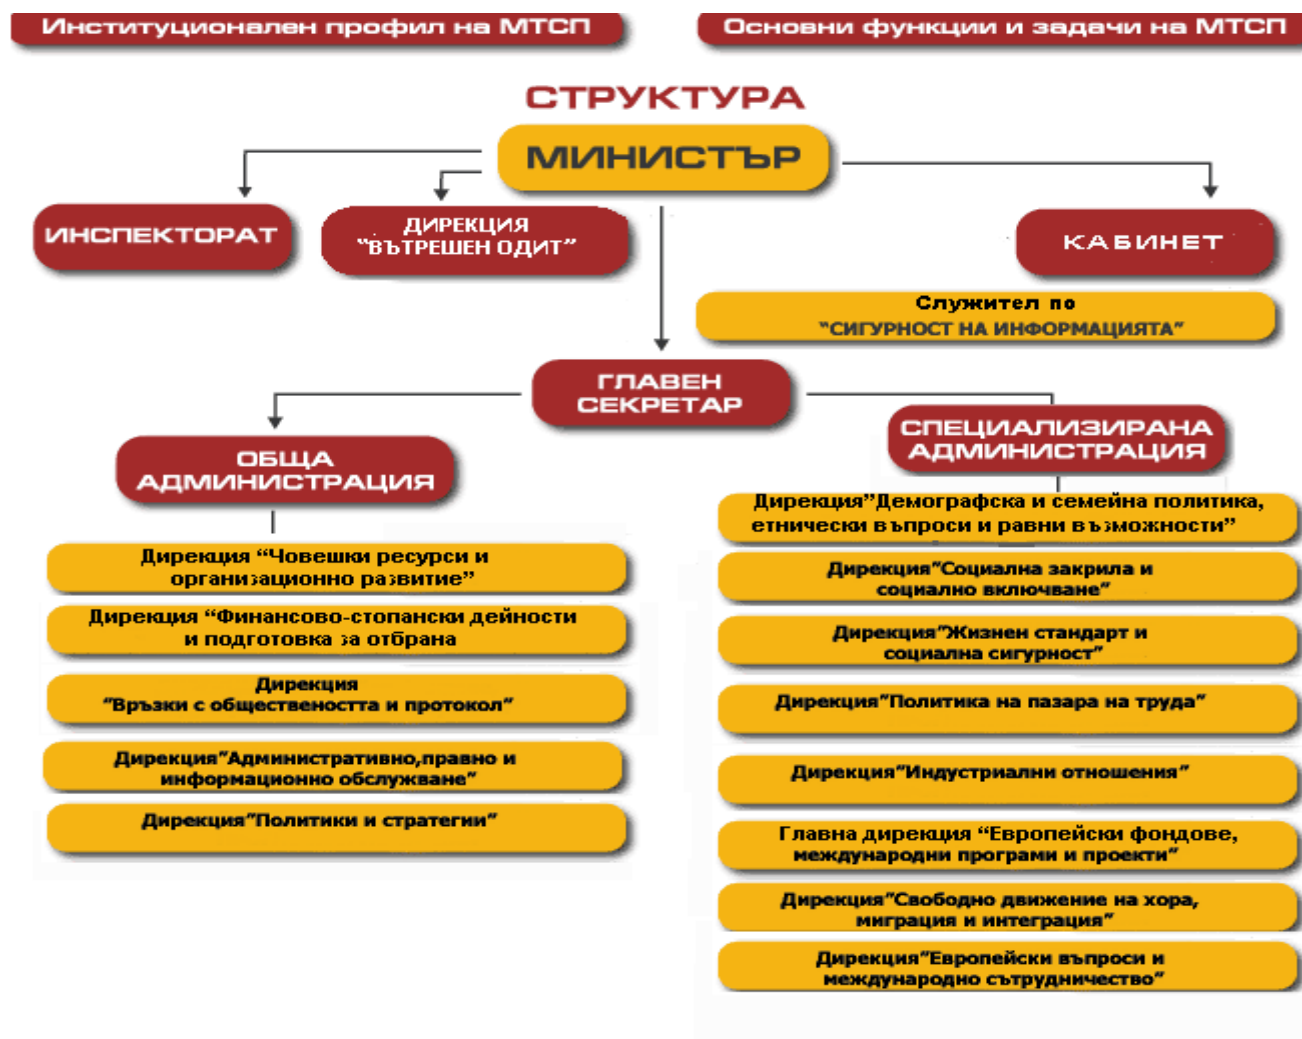 Институционален профил на МТСП
Основни функции и задачи на МТСП
СТРУКТУРА
МИНИСТЪР
ИНСПЕКТОРАТ
ДИРЕКЦИЯ
“ВЪТРЕШЕН ОДИТ”
КАБИНЕТ
Служител по
“СИГУРНОСТ НА ИНФОРМАЦИЯТА”
ГЛАВЕН
СЕКРЕТАР
ОБЩА
АДМИНИСТРАЦИЯ
Дирекция “Човешки ресурси и
организационно развитие”
Дирекция “Финансово-стопански дейности
и подготовка за отбрана
Дирекция
”Връзки с обществеността и протокол”
Дирекция”Административно,правно и
информационно обслужване”
Дирекция”Политики и стратегии”
СПЕЦИАЛИЗИРАНА
АДМИНИСТРАЦИЯ
Дирекция”Демографска и семейна политика,
етнически въпроси и равни възможности”
Дирекция”Социална закрила и
социално включване”
Дирекция”Жизнен стандарт и
социална сигурност”
Дирекция”Политика на пазара на труда”
Дирекция”Индустриални отношения”
Главна дирекция “Европейски фондове,
международни програми и проекти”
Дирекция”Свободно движение на хора,
миграция и интеграция”
Дирекция”Европейски въпроси и
международно сътрудничество”